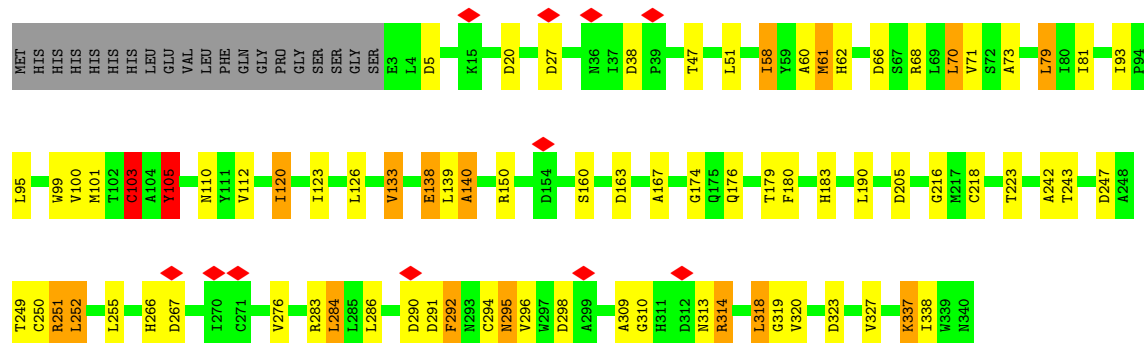 MET HIS HIS HIS HIS HIS HIS LEU GLU VAL LEU PHE GLN GLY PRO GLY SER SER GLY SER E3 L4 D5 K15 D20 D27 N36 I37 D38 P39 T47 L51 I58 Y59 A60 M61 H62 D66 S67 R68 L69 L70 V71 S72 A73 L79 I80 I81 I93 P94
L95 W99 V100 M101 T102 C103 A104 Y105 N110 Y111 V112 I120 I123 L126 V133 E138 L139 A140 R150 D154 S160 D163 A167 G174 Q175 Q176 T179 F180 H183 L190 D205 G216 M217 C218 T223 A242 T243 D247 A248
T249 C250 R251 L252 L255 H266 D267 I270 C271 V276 R283 L284 L285 L286 D290 D291 F292 N293 C294 N295 V296 W297 D298 A299 A309 G310 H311 D312 N313 R314 L318 G319 V320 D323 V327 K337 I338 W339 N340